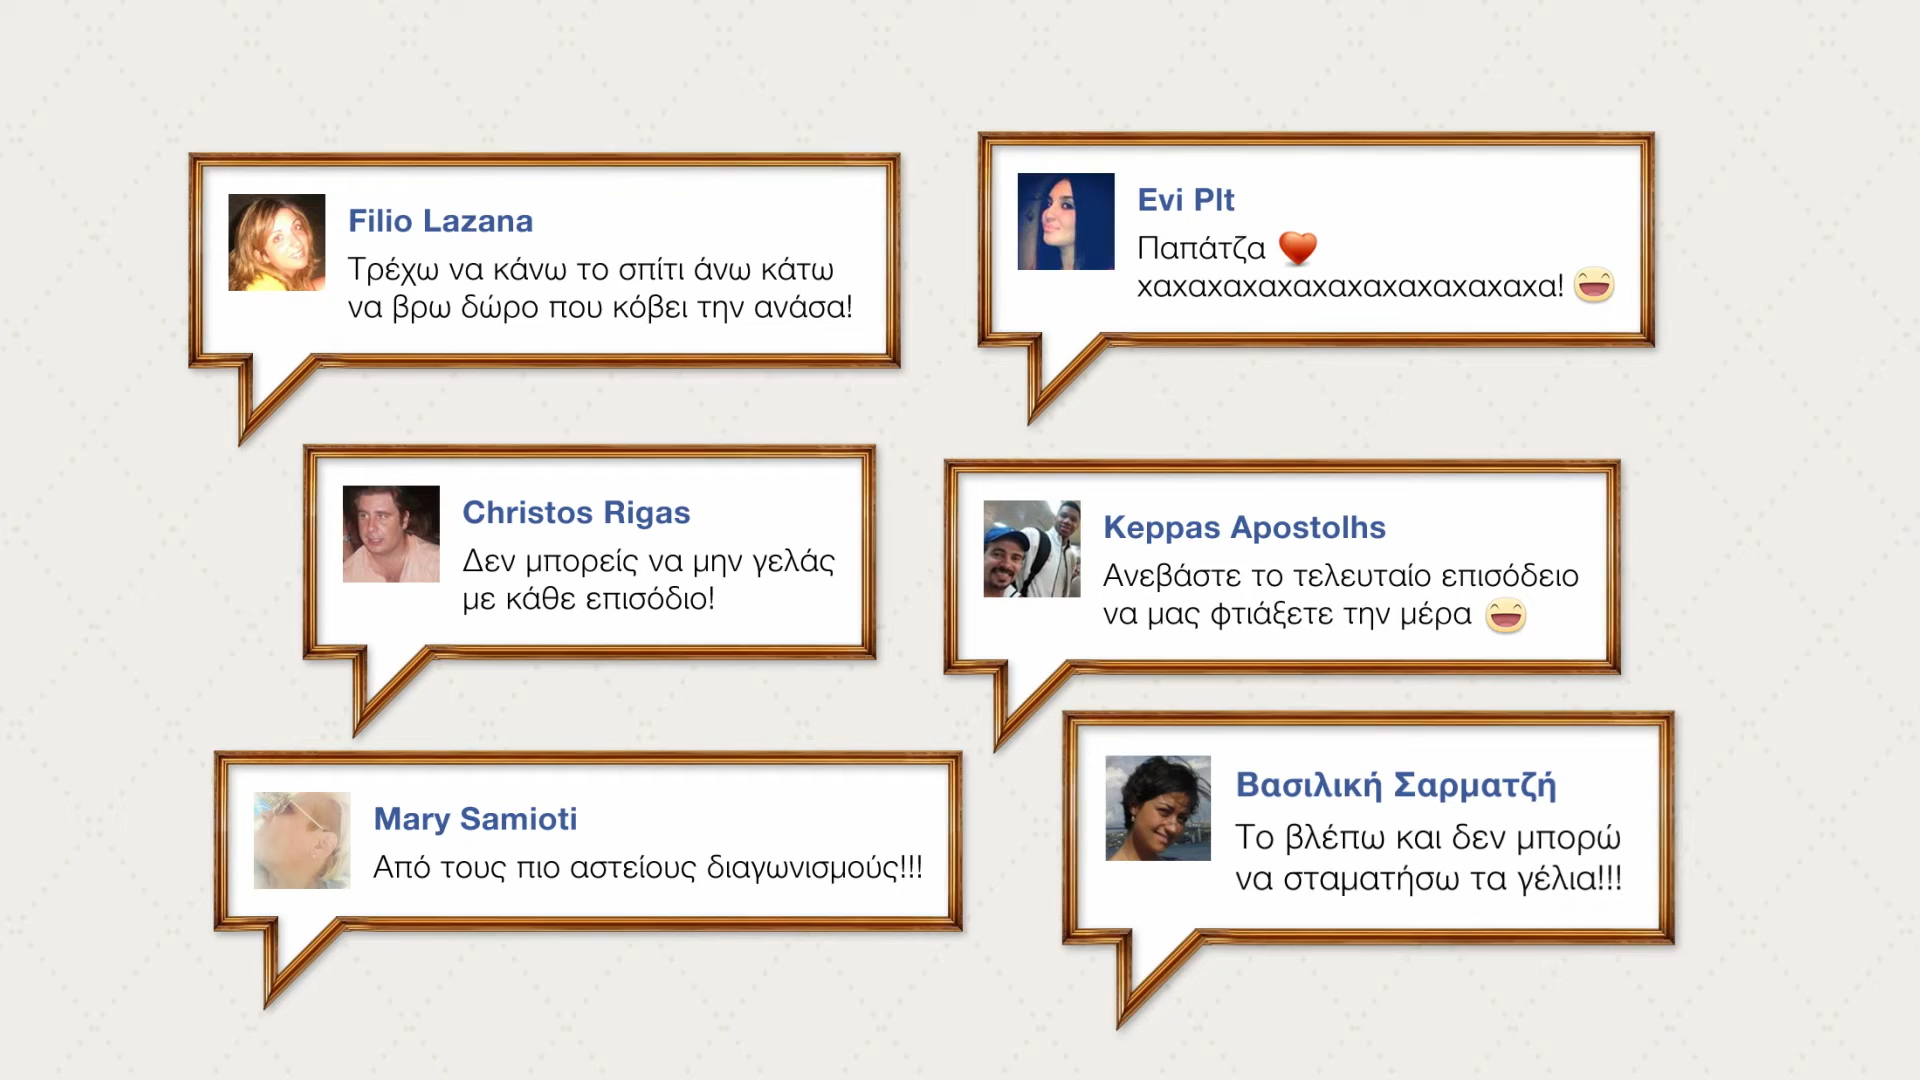 Filio Lazana
Τρέχω να κάνω το σπίτι άνω κάτω
να βρω δώρο που κόβει την ανάσα!
Evi Plt
Παπάτζα ❤
χαχαχαχαχαχαχαχαχαχαχαχα! 😄
Christos Rigas
Δεν μπορείς να μην γελάς
με κάθε επισόδιο!
Keppas Apostolhs
Ανεβάστε το τελευταίο επισόδειο
να μας φτιάξετε την μέρα 😄
Mary Samioti
Από τους πιο αστείους διαγωνισμούς!!!
Βασιλική Σαρματζή
Το βλέπω και δεν μπορώ
να σταματήσω τα γέλια!!!